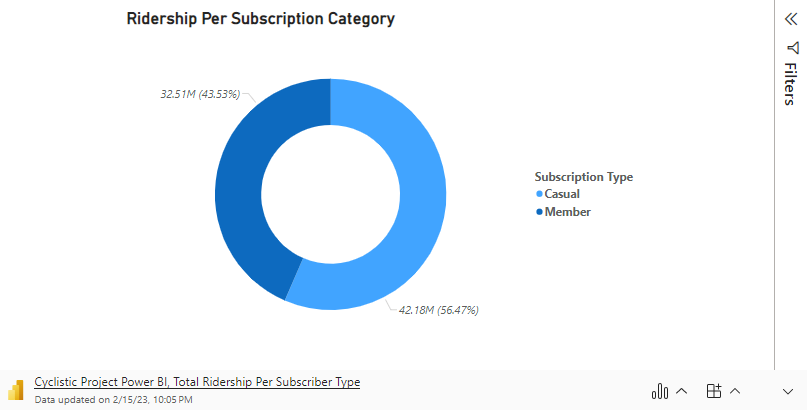 Ridership Per Subscription Category
32.51M (43.53%)
Subscription Type
Casual
Member
42.18M (56.47%)
Filters
Cyclistic Project Power BI, Total Ridership Per Subscriber Type
Data updated on 2/15/23, 10:05 PM